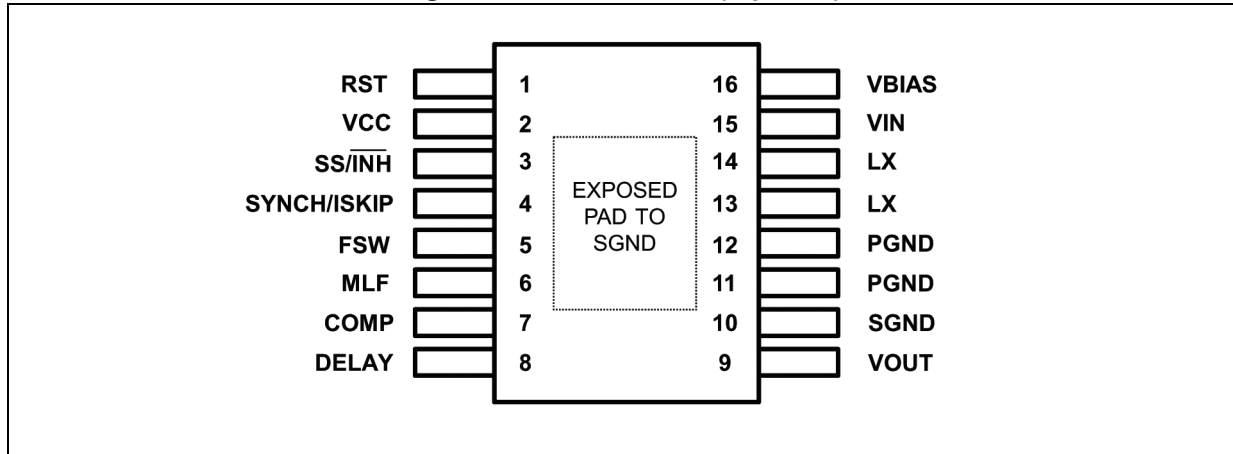 RST 1 16 VBIAS
VCC 2 15 VIN
SS/INH 3 14 LX
SYNCH/ISKIP 4 13 LX
FSW 5 12 PGND
MLF 6 11 PGND
COMP 7 10 SGND
DELAY 8 9 VOUT
EXPOSED
PAD TO
SGND